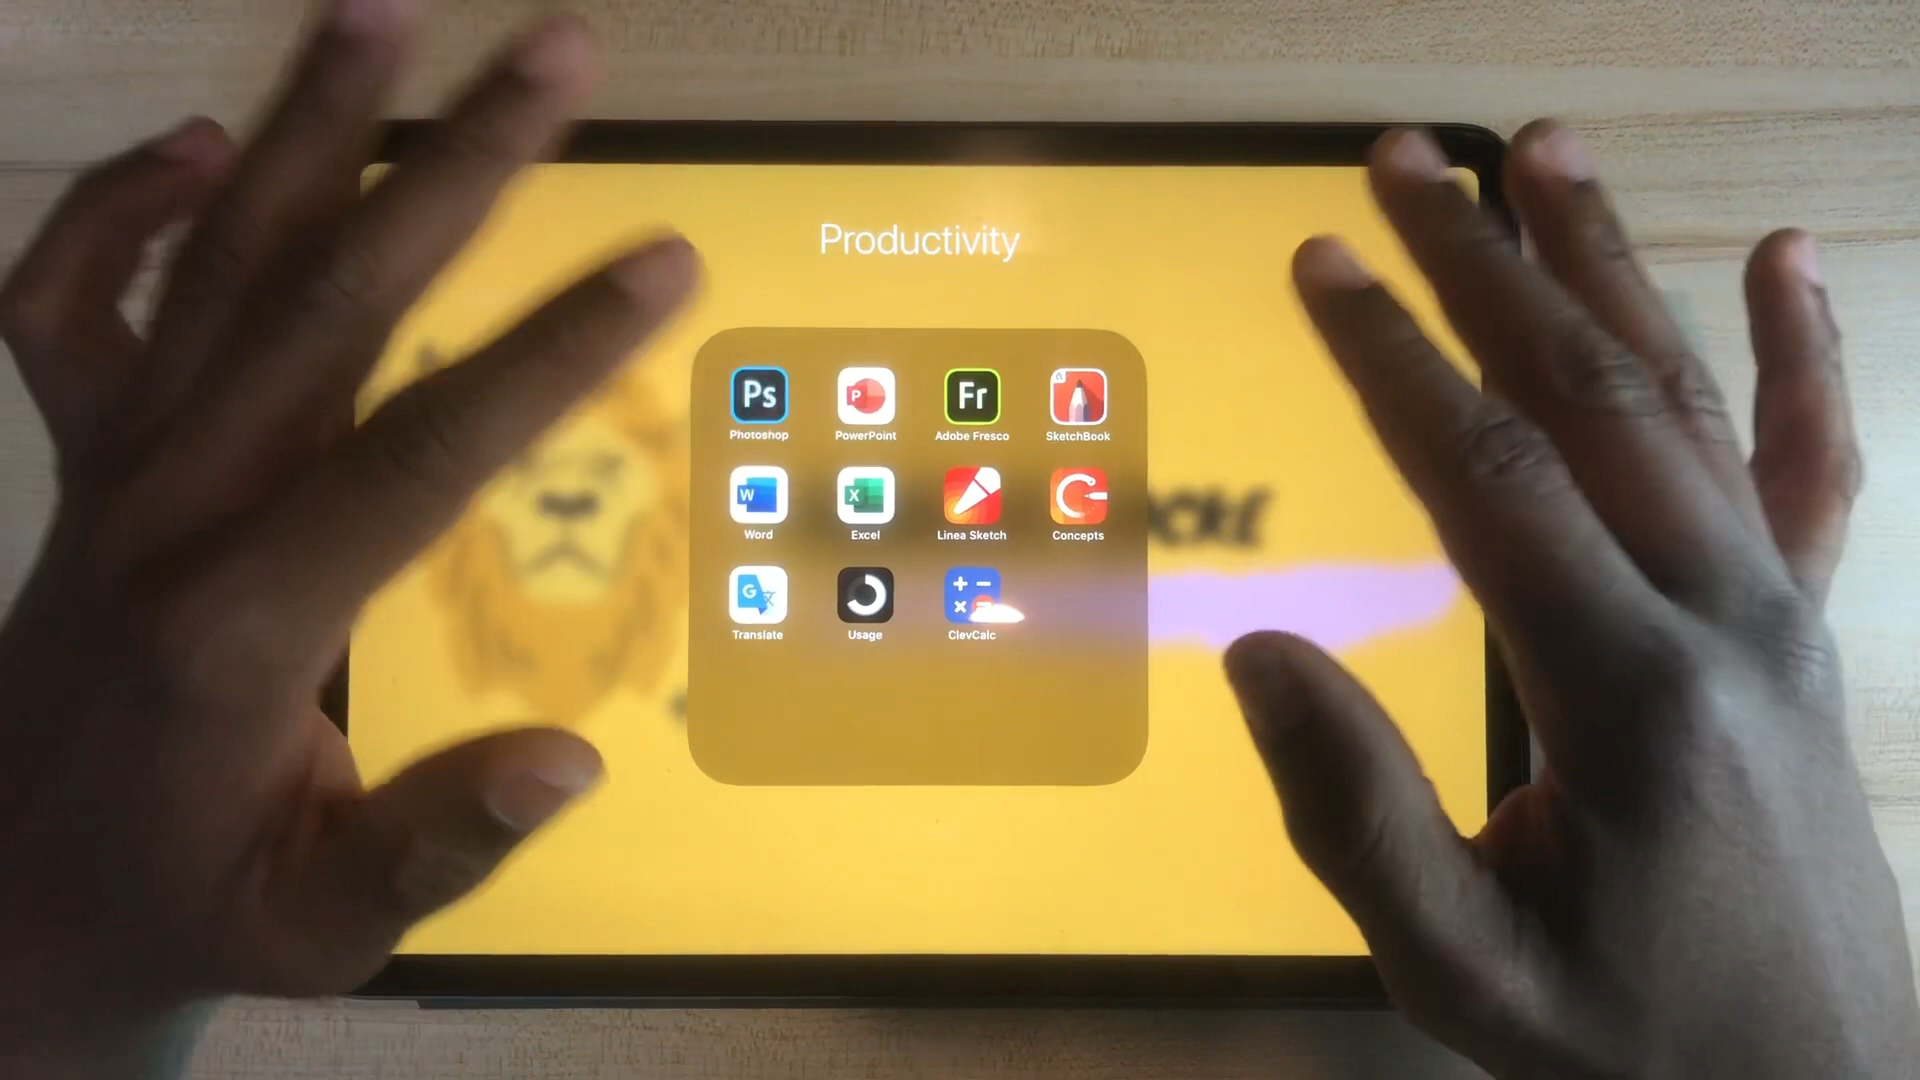 Productivity
Ps Fr
Photoshop PowerPoint Adobe Fresco SketchBook
W X
Word Excel Linea Sketch Concepts
G
Translate Usage ClevCalc